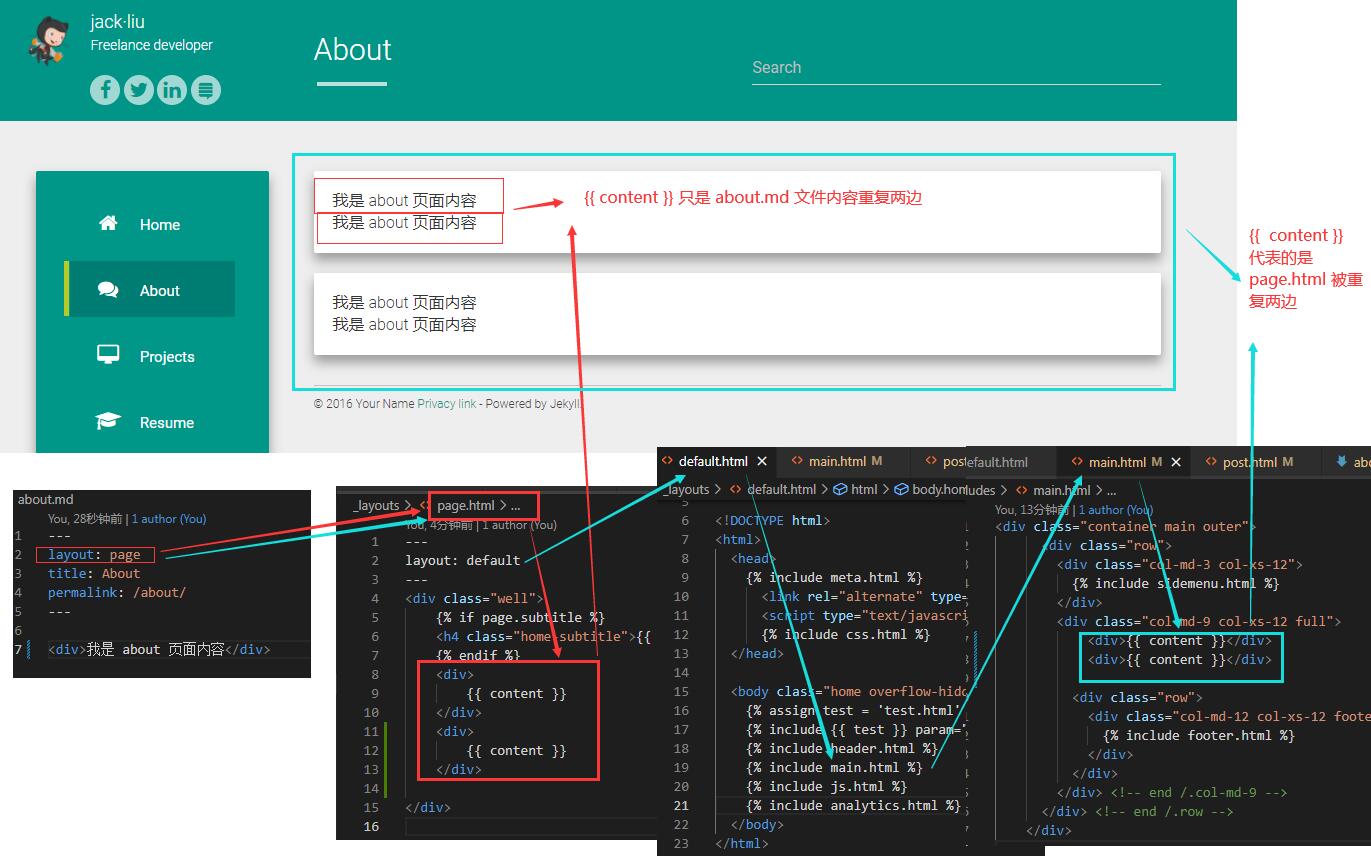 jack·liu
Freelance developer
About
Search
Home
About
Projects
Resume
我是 about 页面内容
我是 about 页面内容
{{ content }} 只是 about.md 文件内容重复两边
我是 about 页面内容
我是 about 页面内容
{{ content }}
代表的是
page.html 被重
复两边
© 2016 Your Name Privacy link - Powered by Jekyll.
about.md
You, 28秒钟前 | 1 author (You)
1 ---
2 layout: page
3 title: About
4 permalink: /about/
5 ---
6
7 <div>我是 about 页面内容</div>
_layouts > <> page.html > ...
You, 4分钟前 | 1 author (You)
1 ---
2 layout: default
3 ---
4 <div class="well">
5 {% if page.subtitle %}
6 <h4 class="home-subtitle">{{
7 {% endif %}
8 <div>
9 {{ content }}
10 </div>
11 <div>
12 {{ content }}
13 </div>
14
15 </div>
16
<> default.html × <> main.html M <> pos
_layouts > <> default.html > html > body.hom
5
6 <!DOCTYPE html>
7 <html>
8 <head>
9 {% include meta.html %}
10 <link rel="alternate" type=
11 <script type="text/javascri
12 {% include css.html %}
13 </head>
14
15 <body class="home overflow-hidd
16 {% assign test = 'test.html'
17 {% include {{ test }} param="
18 {% include header.html %}
19 {% include main.html %}
20 {% include js.html %}
21 {% include analytics.html %}
22 </body>
23 </html>
efault.html <> main.html M × <> post.html M abo
ludes > <> main.html > ...
You, 13分钟前 | 1 author (You)
<div class="container main outer">
<div class="row">
<div class="col-md-3 col-xs-12">
{% include sidemenu.html %}
</div>
<div class="col-md-9 col-xs-12 full">
<div>{{ content }}</div>
<div>{{ content }}</div>
<div class="row">
<div class="col-md-12 col-xs-12 foote
{% include footer.html %}
</div>
</div>
</div> <!-- end /.col-md-9 -->
</div> <!-- end /.row -->
</div>